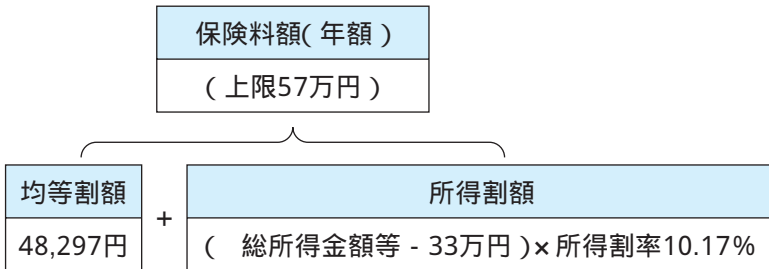 保険料額(年額)
(上限57万円)
均等割額
+
所得割額
48,297円
( 総所得金額等 - 33万円)×所得割率10.17%